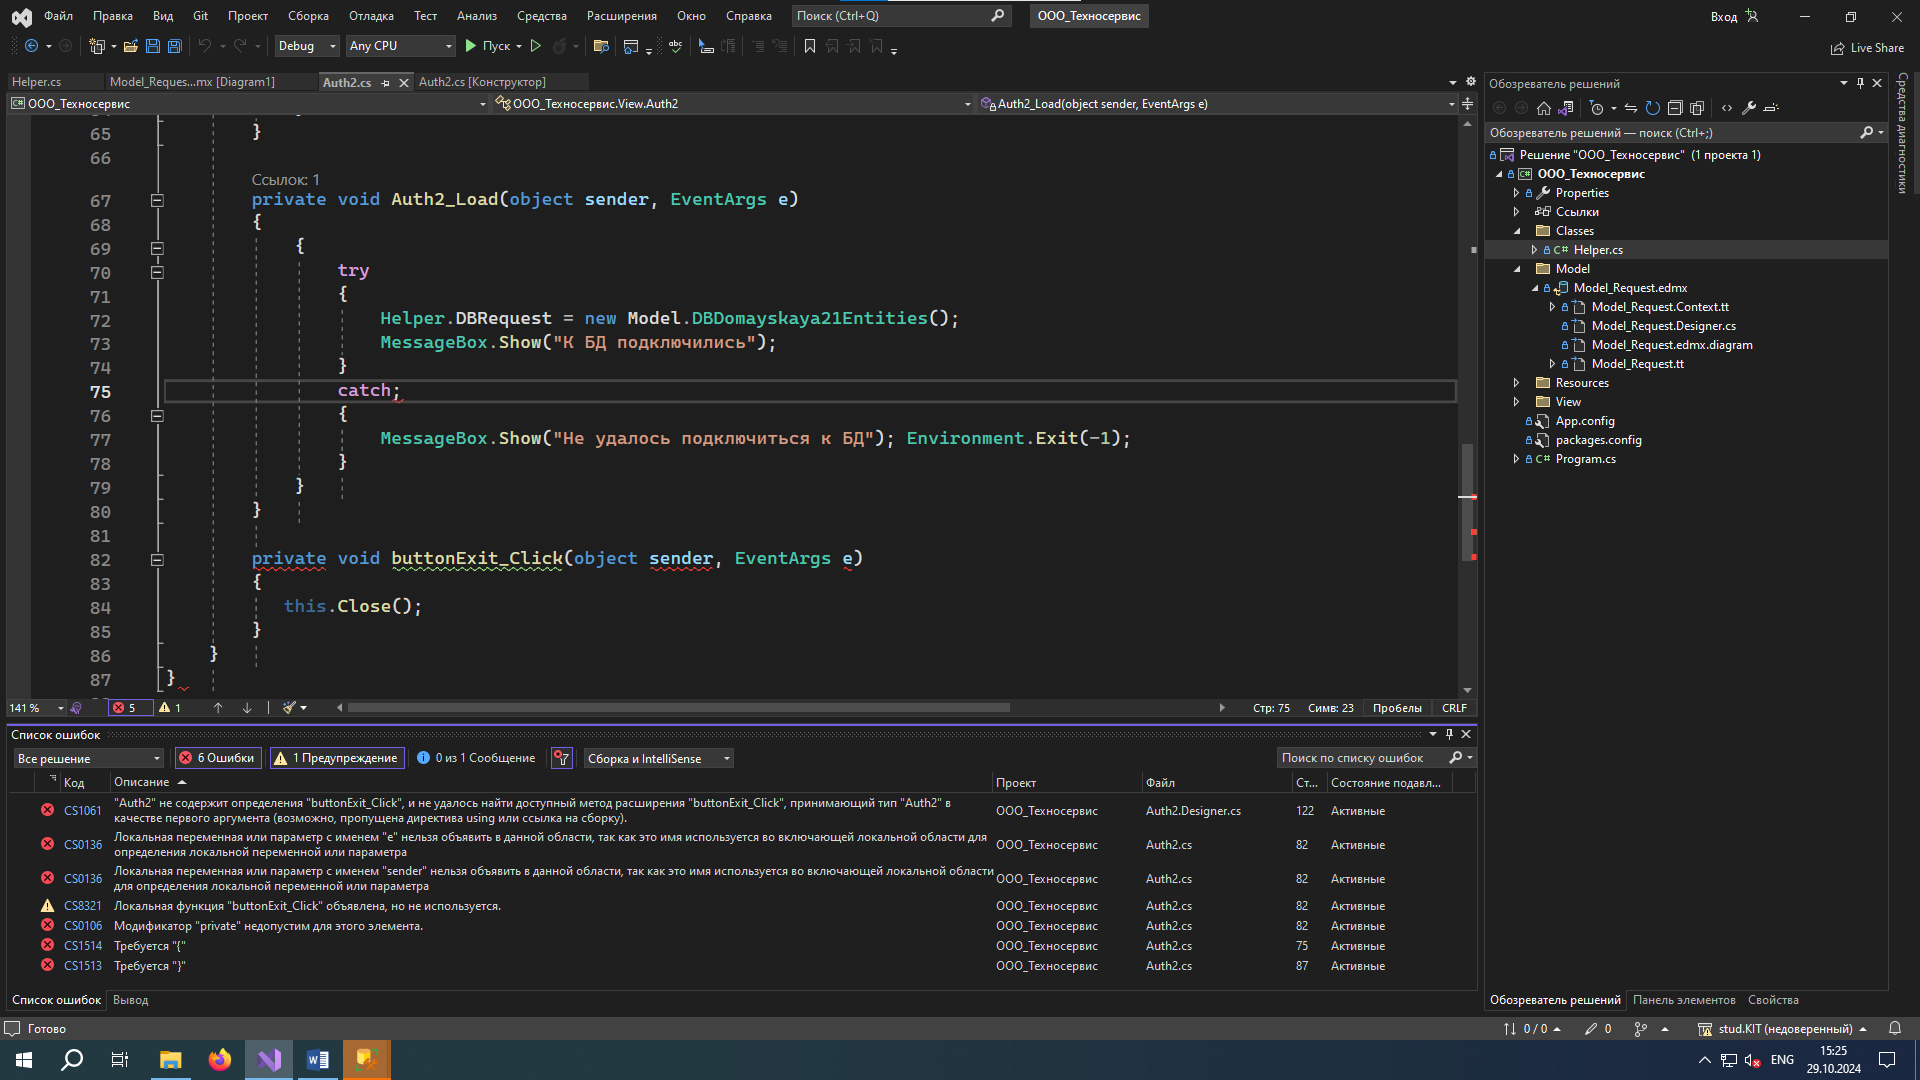 Файл Правка Вид Git Проект Сборка Отладка Тест Анализ Средства Расширения Окно Справка Поиск (Ctrl+Q) ООО_Техносервис Вход
Debug Any CPU Пуск Live Share
Helper.cs Model_Reques...mx [Diagram1] Auth2.cs Auth2.cs [Конструктор]
ООО_Техносервис ООО_Техносервис.View.Auth2 Auth2_Load(object sender, EventArgs e)
65 }
66
Ссылок: 1
67 private void Auth2_Load(object sender, EventArgs e)
68 {
69 {
70 try
71 {
72 Helper.DBRequest = new Model.DBDomayskaya21Entities();
73 MessageBox.Show("К БД подключились");
74 }
75 catch;
76 {
77 MessageBox.Show("Не удалось подключиться к БД"); Environment.Exit(-1);
78 }
79 }
80 }
81
82 private void buttonExit_Click(object sender, EventArgs e)
83 {
84 this.Close();
85 }
86 }
87 }
141 % 5 1 Стр: 75 Симв: 23 Пробелы CRLF
Список ошибок
Все решение 6 Ошибки 1 Предупреждение 0 из 1 Сообщение Сборка и IntelliSense Поиск по списку ошибок
Код Описание Проект Файл Ст... Состояние подавл...
CS1061 "Auth2" не содержит определения "buttonExit_Click", и не удалось найти доступный метод расширения "buttonExit_Click", принимающий тип "Auth2" в
качестве первого аргумента (возможно, пропущена директива using или ссылка на сборку). ООО_Техносервис Auth2.Designer.cs 122 Активные
CS0136 Локальная переменная или параметр с именем "e" нельзя объявить в данной области, так как это имя используется во включающей локальной области для
определения локальной переменной или параметра ООО_Техносервис Auth2.cs 82 Активные
CS0136 Локальная переменная или параметр с именем "sender" нельзя объявить в данной области, так как это имя используется во включающей локальной области
для определения локальной переменной или параметра ООО_Техносервис Auth2.cs 82 Активные
CS8321 Локальная функция "buttonExit_Click" объявлена, но не используется. ООО_Техносервис Auth2.cs 82 Активные
CS0106 Модификатор "private" недопустим для этого элемента. ООО_Техносервис Auth2.cs 82 Активные
CS1514 Требуется "{" ООО_Техносервис Auth2.cs 75 Активные
CS1513 Требуется "}" ООО_Техносервис Auth2.cs 87 Активные
Список ошибок Вывод
Обозреватель решений
Обозреватель решений — поиск (Ctrl+;)
Решение "ООО_Техносервис" (1 проекта 1)
ООО_Техносервис
Properties
Ссылки
Classes
C# Helper.cs
Model
Model_Request.edmx
Model_Request.Context.tt
Model_Request.Designer.cs
Model_Request.edmx.diagram
Model_Request.tt
Resources
View
App.config
packages.config
C# Program.cs
Обозреватель решений Панель элементов Свойства
Средства диагностики
Готово 0 / 0 0 stud.KIT (недоверенный)
ENG 15:25
29.10.2024